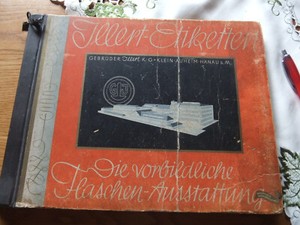 Illert-Etiketten
GEBRÜDER Illert K.G. KLEIN-AUHEIM-HANAU a. M.
Die vorbildliche
Flaschen-Ausstattung